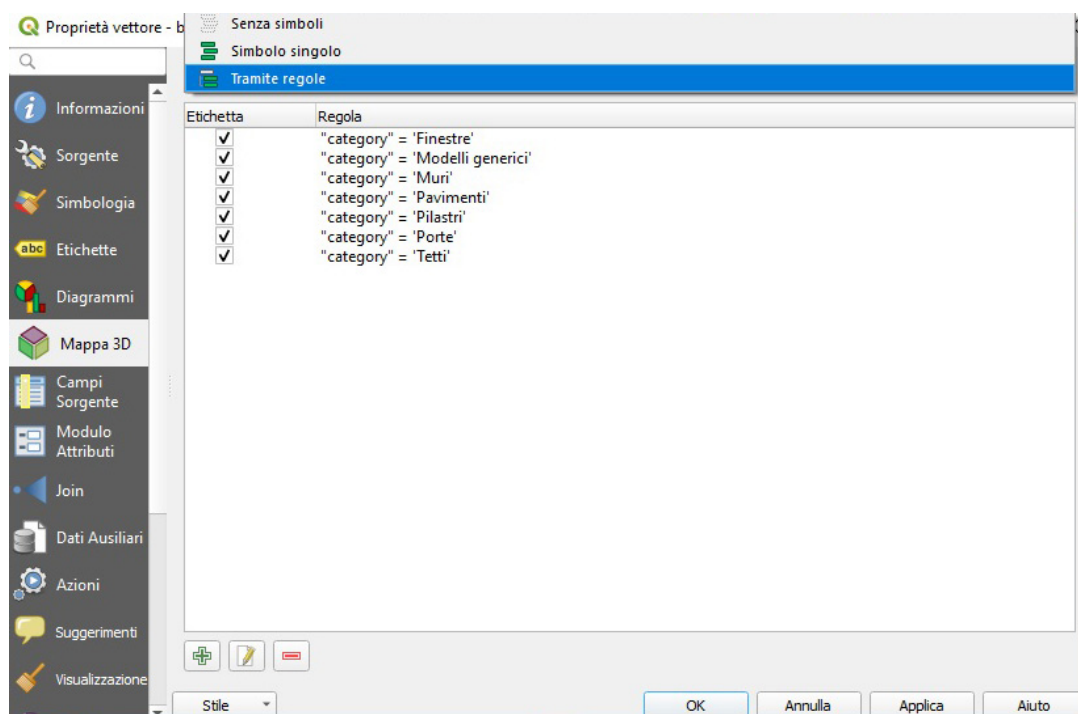 Proprietà vettore - b
Senza simboli
Simbolo singolo
Tramite regole
Informazioni
Sorgente
Simbologia
abc Etichette
Diagrammi
Mappa 3D
Campi
Sorgente
Modulo
Attributi
Join
Dati Ausiliari
Azioni
Suggerimenti
Visualizzazione
Etichetta Regola
"category" = 'Finestre'
"category" = 'Modelli generici'
"category" = 'Muri'
"category" = 'Pavimenti'
"category" = 'Pilastri'
"category" = 'Porte'
"category" = 'Tetti'
Stile OK Annulla Applica Aiuto